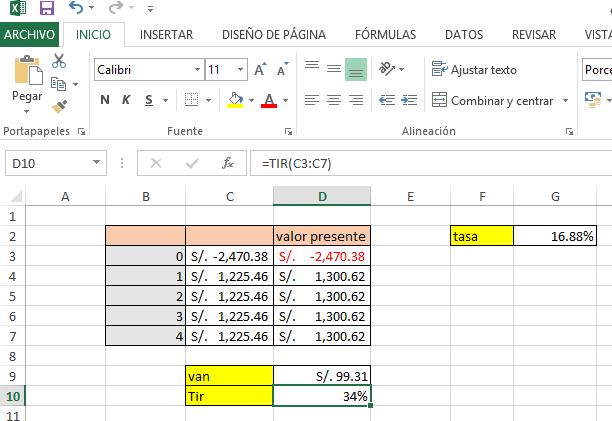 ARCHIVO INICIO INSERTAR DISEÑO DE PÁGINA FÓRMULAS DATOS REVISAR VISTA
Pegar
Calibri 11
N K S
Ajustar texto
Combinar y centrar
Porce
Portapapeles Fuente Alineación
D10 =TIR(C3:C7)
A B C D E F G
1
2 valor presente tasa 16.88%
3 0 S/. -2,470.38 S/. -2,470.38
4 1 S/. 1,225.46 S/. 1,300.62
5 2 S/. 1,225.46 S/. 1,300.62
6 3 S/. 1,225.46 S/. 1,300.62
7 4 S/. 1,225.46 S/. 1,300.62
8
9 van S/. 99.31
10 Tir 34%
11